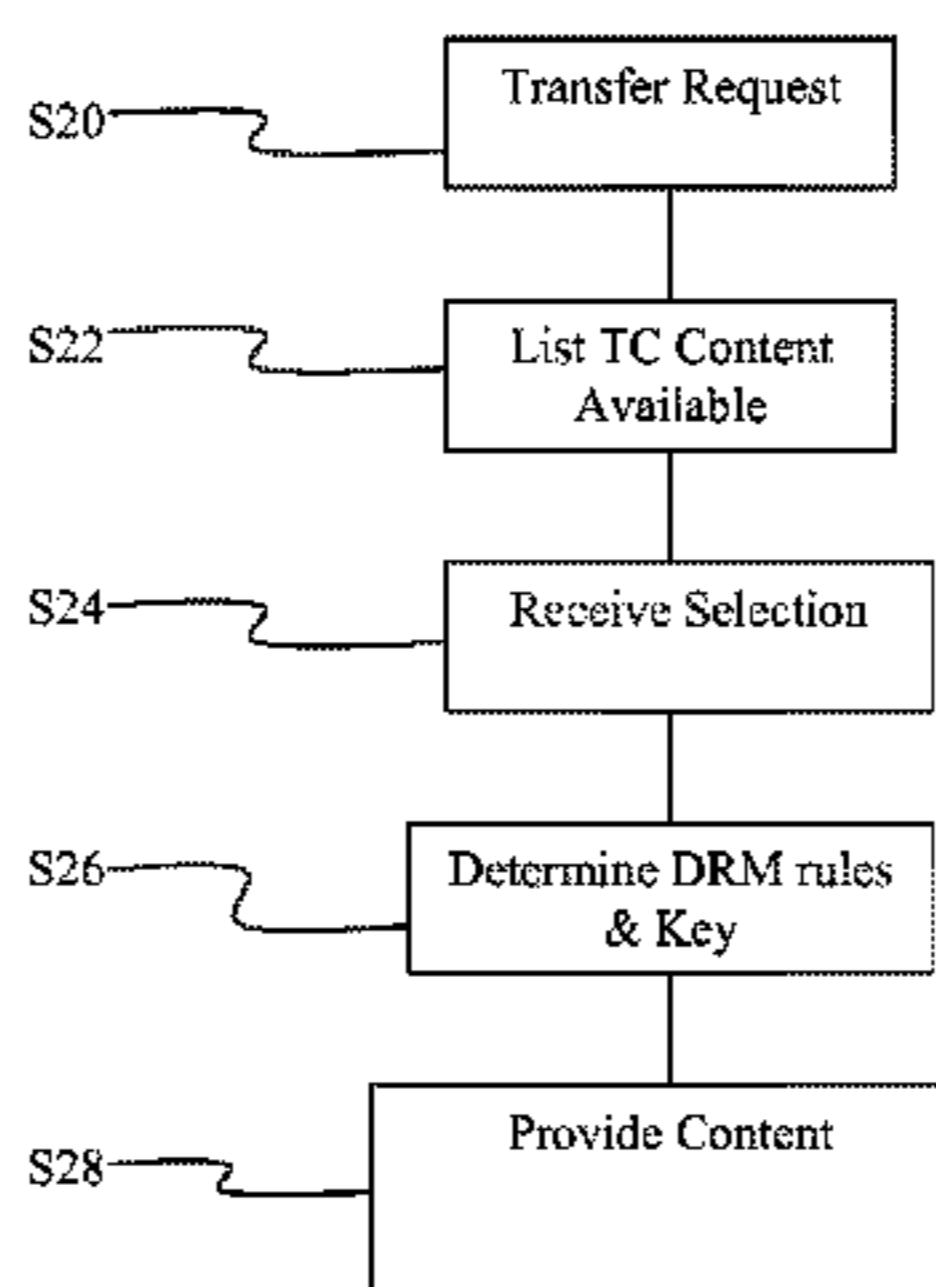 S20
Transfer Request
S22
List TC Content
Available
S24
Receive Selection
S26
Determine DRM rules
& Key
S28
Provide Content